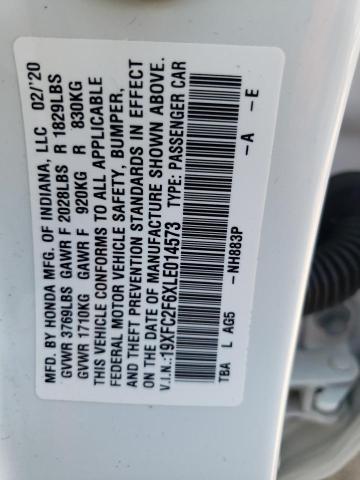 MFD. BY HONDA MFG. OF INDIANA, LLC 02/'20
GVWR 3769LBS GAWR F 2028LBS R 1829LBS
GVWR 1710KG GAWR F 920KG R 830KG
THIS VEHICLE CONFORMS TO ALL APPLICABLE
FEDERAL MOTOR VEHICLE SAFETY, BUMPER,
AND THEFT PREVENTION STANDARDS IN EFFECT
ON THE DATE OF MANUFACTURE SHOWN ABOVE.
V.I.N.:19XFC2F6XLE014573 TYPE: PASSENGER CAR
TBA L AG5 -NH883P -A -E